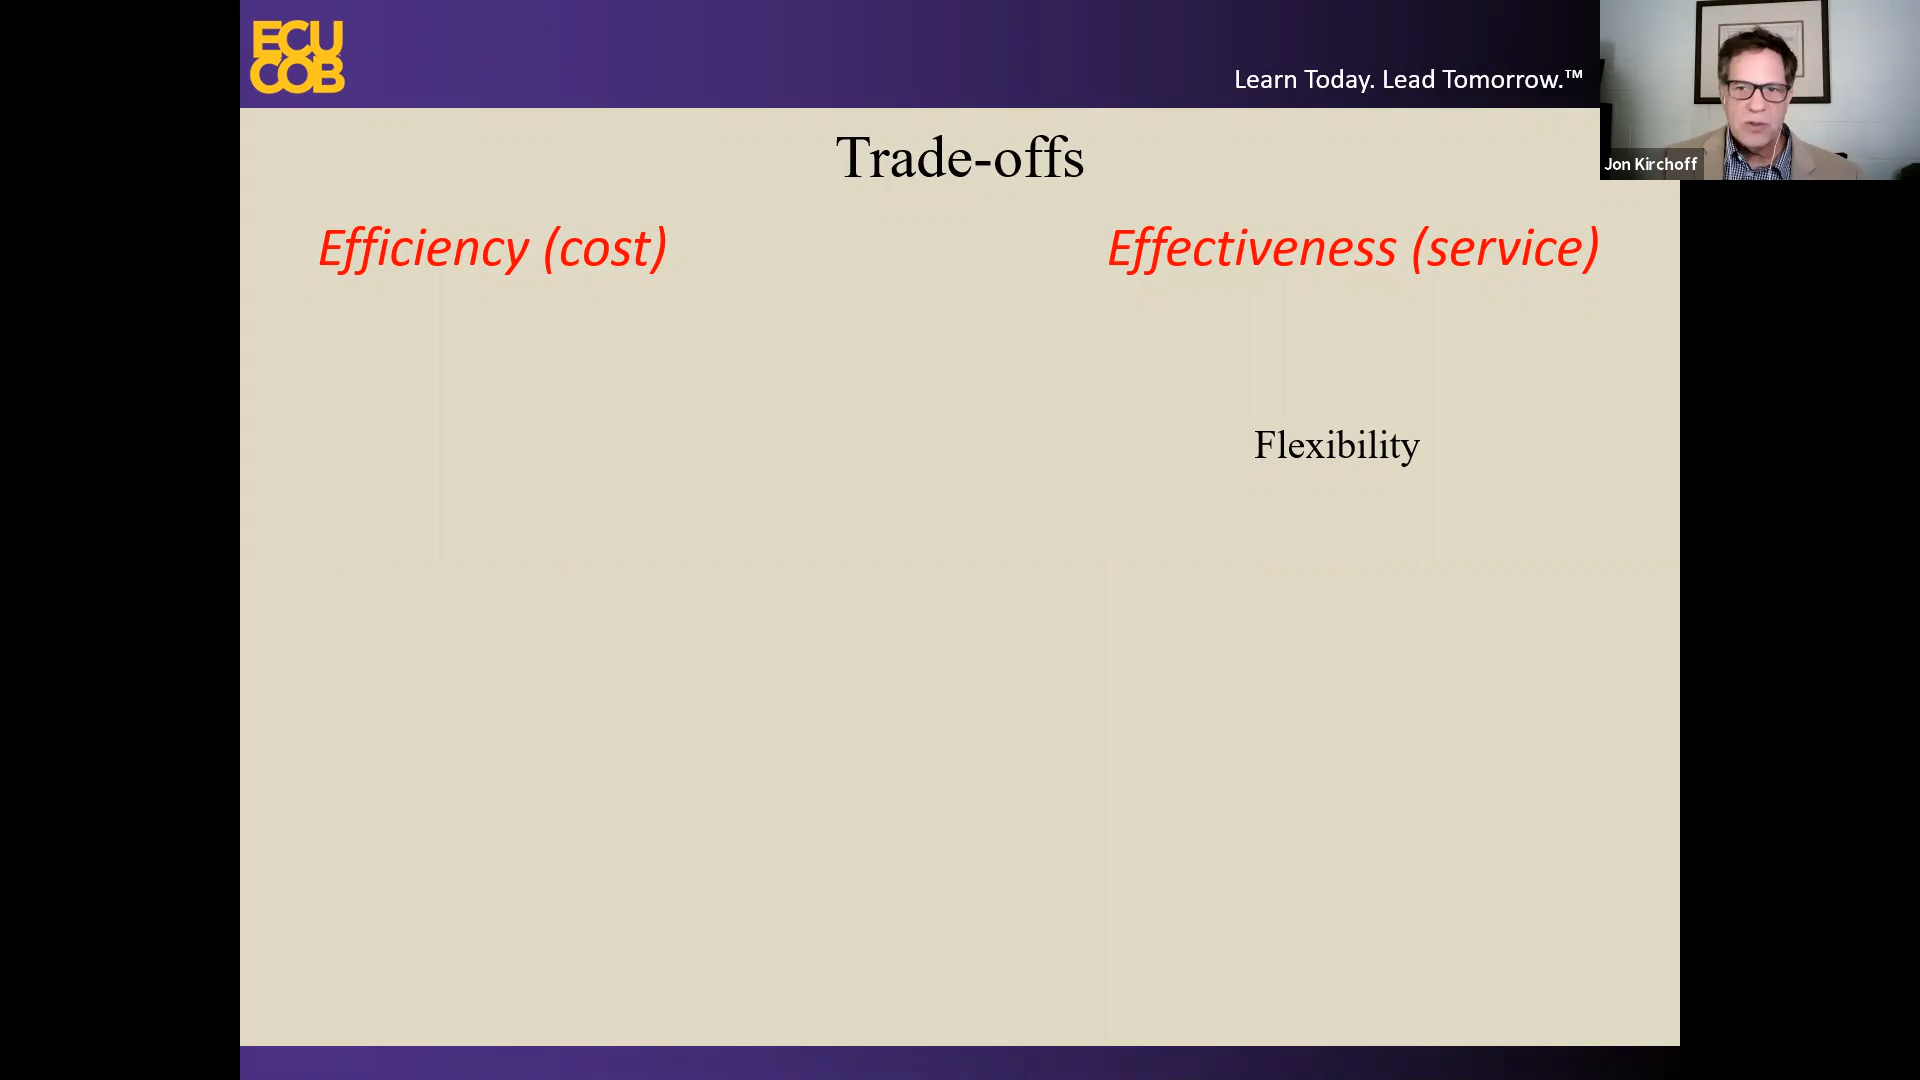 ECU
COB
Learn Today. Lead Tomorrow.™
Jon Kirchoff
Trade-offs
Efficiency (cost)
Effectiveness (service)
Flexibility